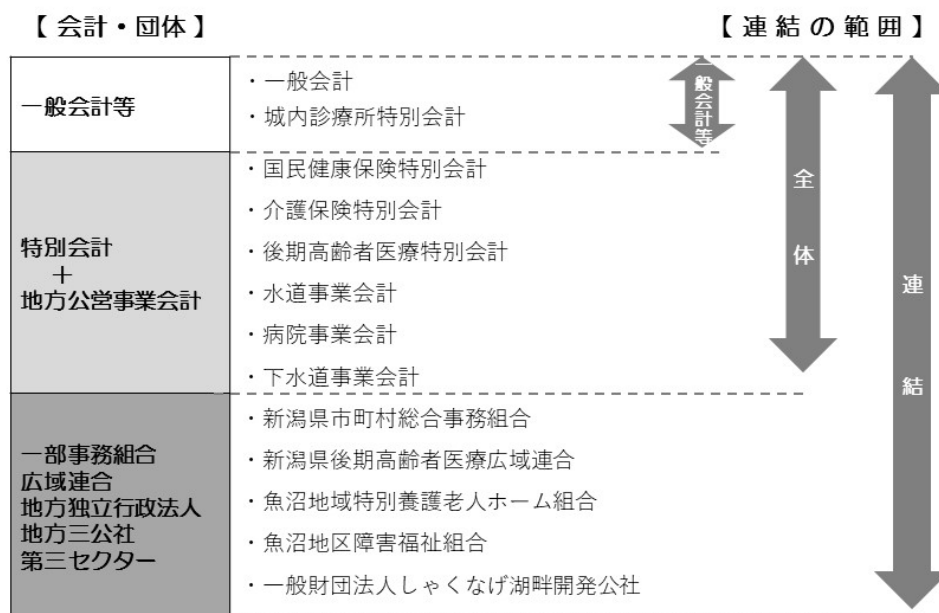 【 会計・団体 】
【 連 結 の 範 囲 】
一般会計等
・一般会計
・城内診療所特別会計
一般会計等
特別会計
＋
地方公営事業会計
・国民健康保険特別会計
・介護保険特別会計
・後期高齢者医療特別会計
・水道事業会計
・病院事業会計
・下水道事業会計
全体
一部事務組合
広域連合
地方独立行政法人
地方三公社
第三セクター
・新潟県市町村総合事務組合
・新潟県後期高齢者医療広域連合
・魚沼地域特別養護老人ホーム組合
・魚沼地区障害福祉組合
・一般財団法人しゃくなげ湖畔開発公社
連結